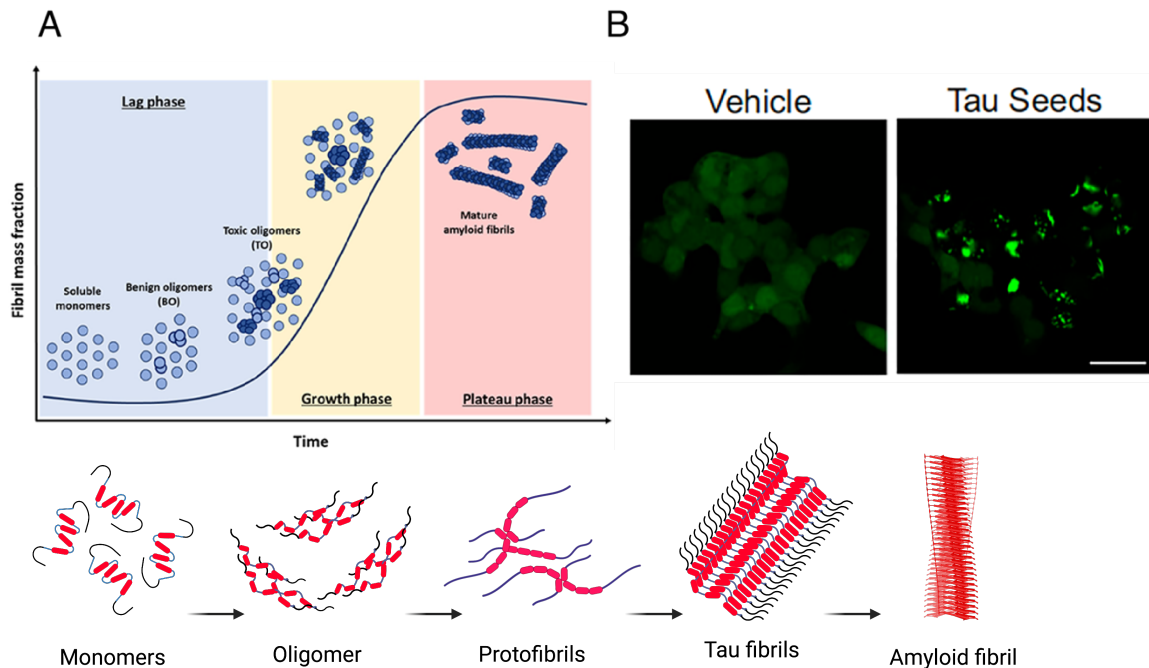 A
B
Lag phase
Fibril mass fraction
Soluble
monomers
Benign oligomers
(BO)
Toxic oligomers
(TO)
Mature
amyloid fibrils
Growth phase
Plateau phase
Time
Vehicle
Tau Seeds
Monomers
Oligomer
Protofibrils
Tau fibrils
Amyloid fibril